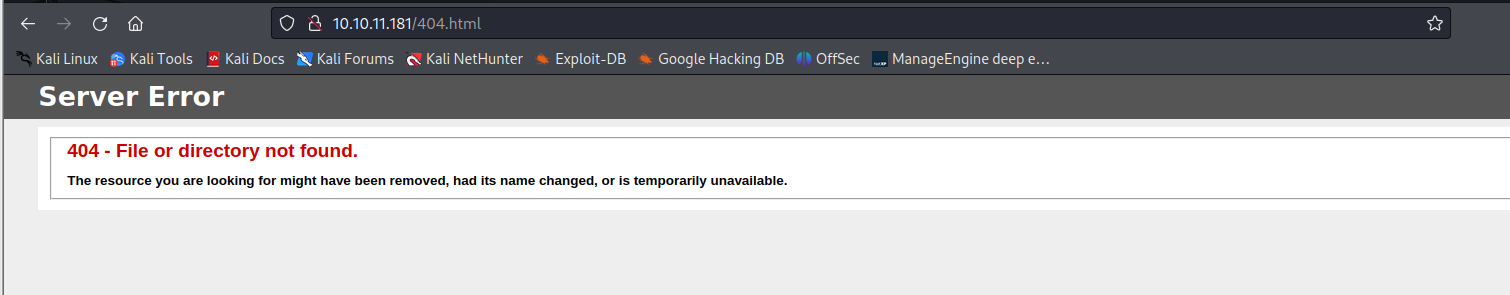 10.10.11.181/404.html
Kali Linux Kali Tools Kali Docs Kali Forums Kali NetHunter Exploit-DB Google Hacking DB OffSec ManageEngine deep e…
Server Error
404 - File or directory not found.
The resource you are looking for might have been removed, had its name changed, or is temporarily unavailable.